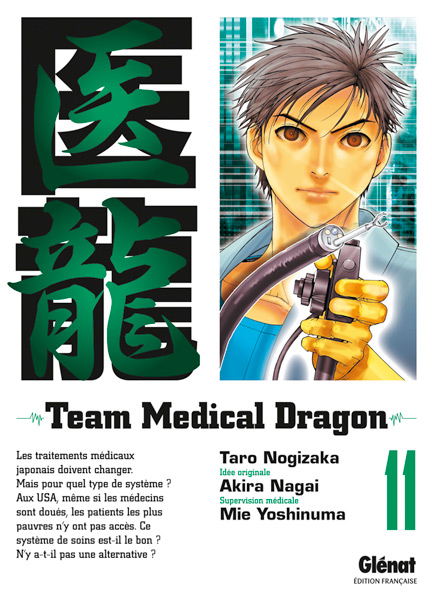 医
龍
Team Medical Dragon
Les traitements médicaux
japonais doivent changer.
Mais pour quel type de système ?
Aux USA, même si les médecins
sont doués, les patients les plus
pauvres n'y ont pas accès. Ce
système de soins est-il le bon ?
N'y a-t-il pas une alternative ?
Taro Nogizaka
Idée originale
Akira Nagai
Supervision médicale
Mie Yoshinuma
11
Glénat
ÉDITION FRANÇAISE